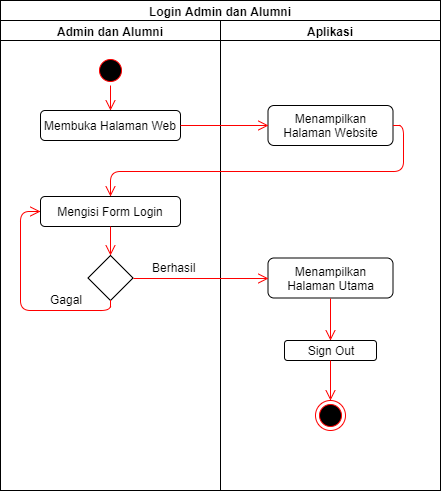 Login Admin dan Alumni
Admin dan Alumni
Aplikasi
Membuka Halaman Web
Menampilkan
Halaman Website
Mengisi Form Login
Berhasil
Menampilkan
Halaman Utama
Gagal
Sign Out